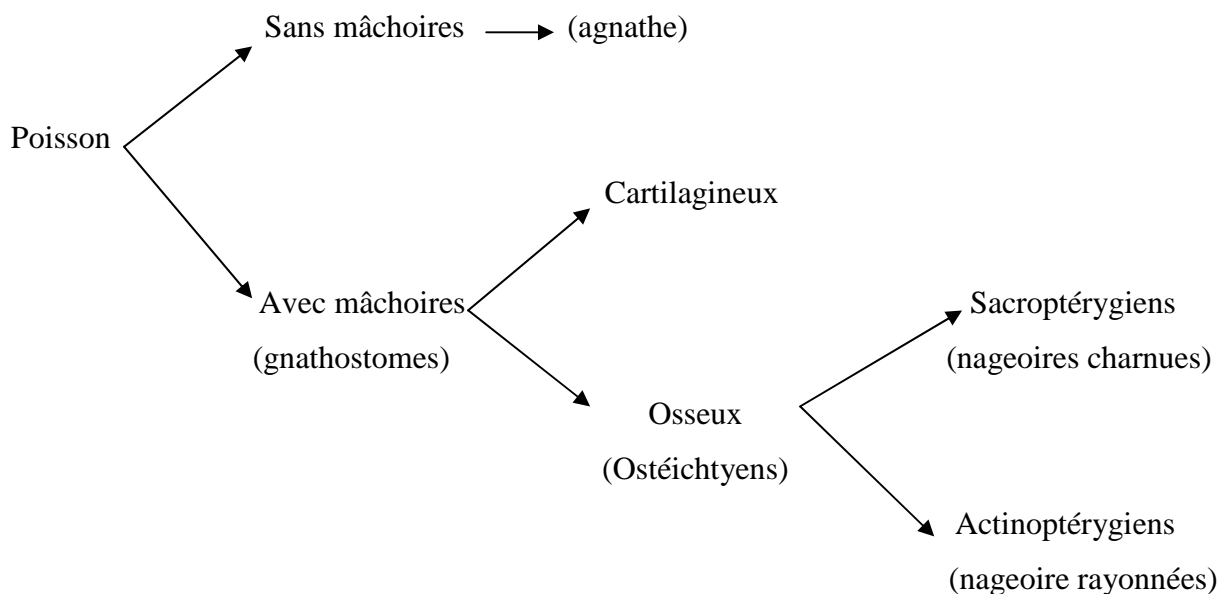 Sans mâchoires
(agnathe)
Poisson
Cartilagineux
Avec mâchoires
(gnathostomes)
Sacroptérygiens
(nageoires charnues)
Osseux
(Ostéichtyens)
Actinoptérygiens
(nageoire rayonnées)